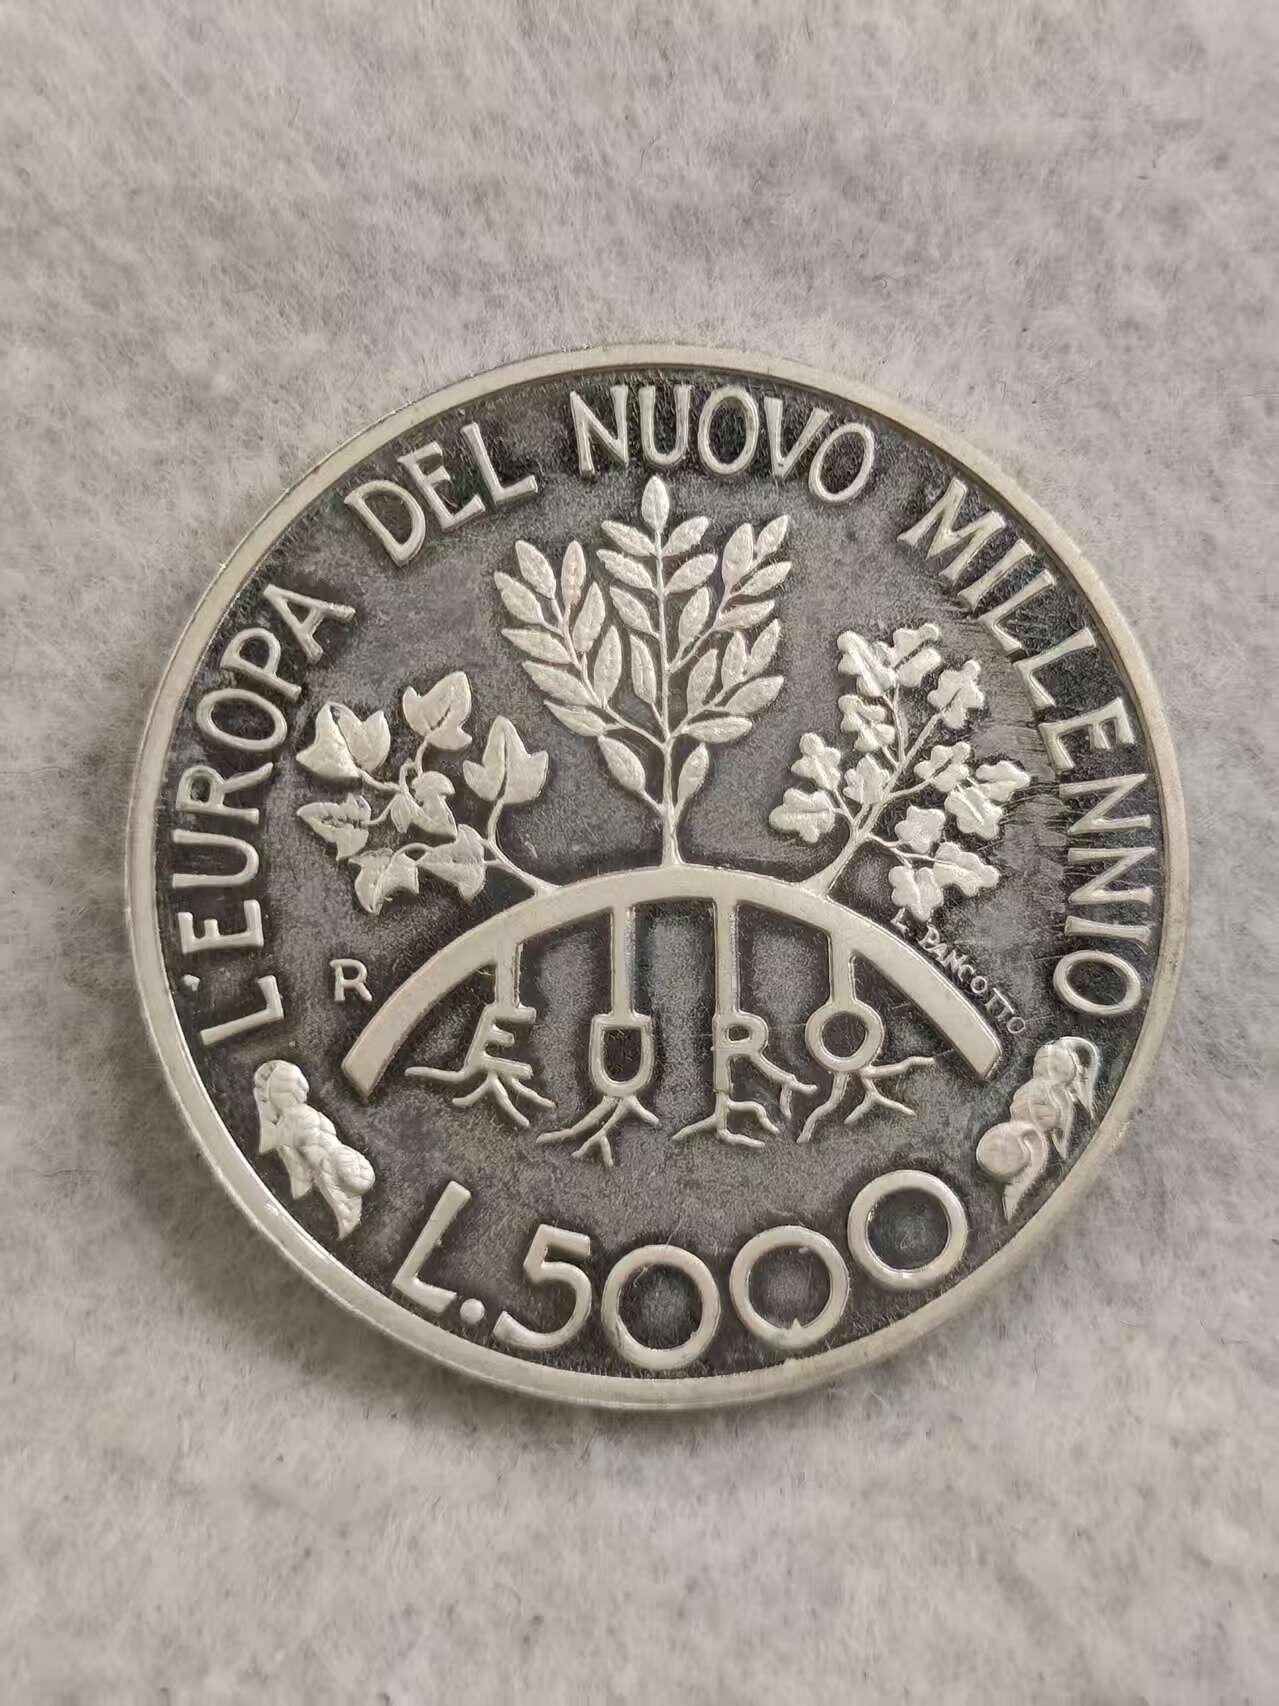 L'EUROPA DEL NUOVO MILLENNIO
L. PANCOTTO
R
EURO
L.5000